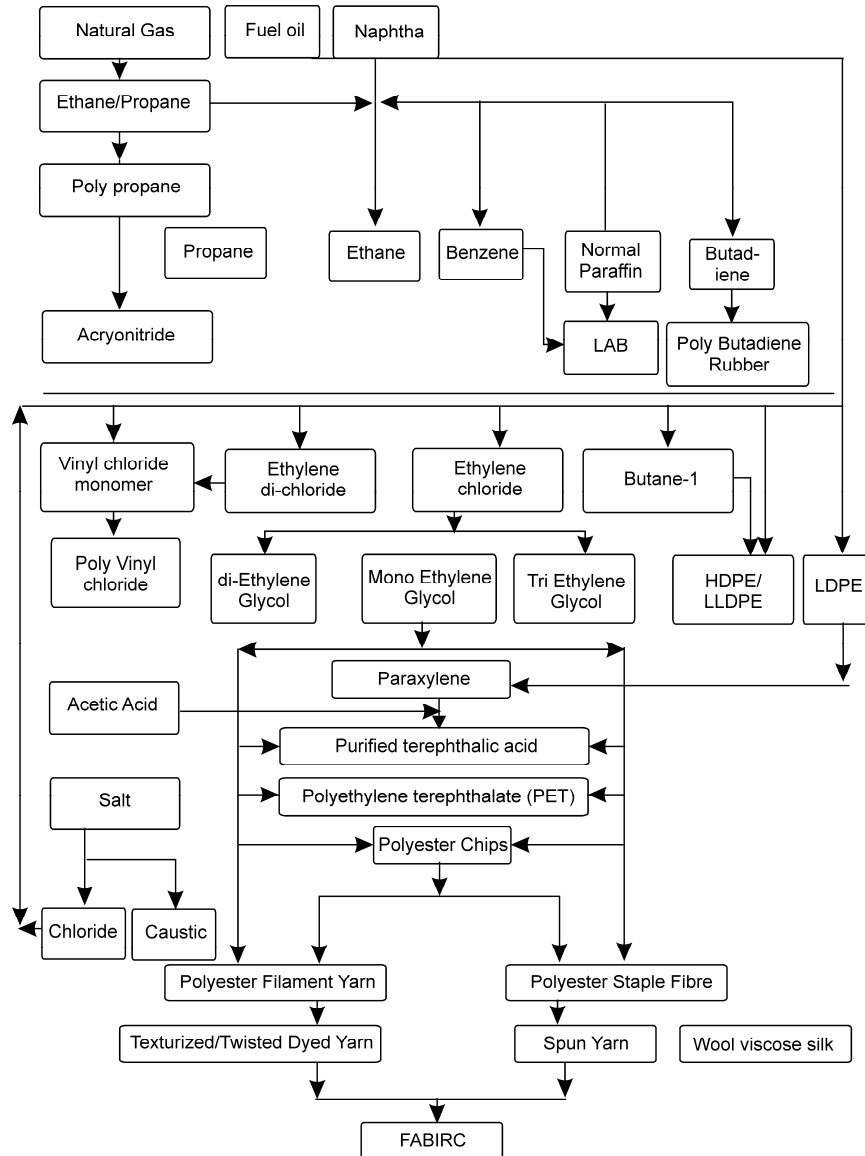 Natural Gas
Fuel oil
Naphtha
Ethane/Propane
Poly propane
Propane
Ethane
Benzene
Normal
Paraffin
Butad-
iene
Acryonitride
LAB
Poly Butadiene
Rubber
Vinyl chloride
monomer
Ethylene
di-chloride
Ethylene
chloride
Butane-1
Poly Vinyl
chloride
di-Ethylene
Glycol
Mono Ethylene
Glycol
Tri Ethylene
Glycol
HDPE/
LLDPE
LDPE
Paraxylene
Acetic Acid
Purified terephthalic acid
Salt
Polyethylene terephthalate (PET)
Polyester Chips
Chloride
Caustic
Polyester Filament Yarn
Polyester Staple Fibre
Texturized/Twisted Dyed Yarn
Spun Yarn
Wool viscose silk
FABIRC